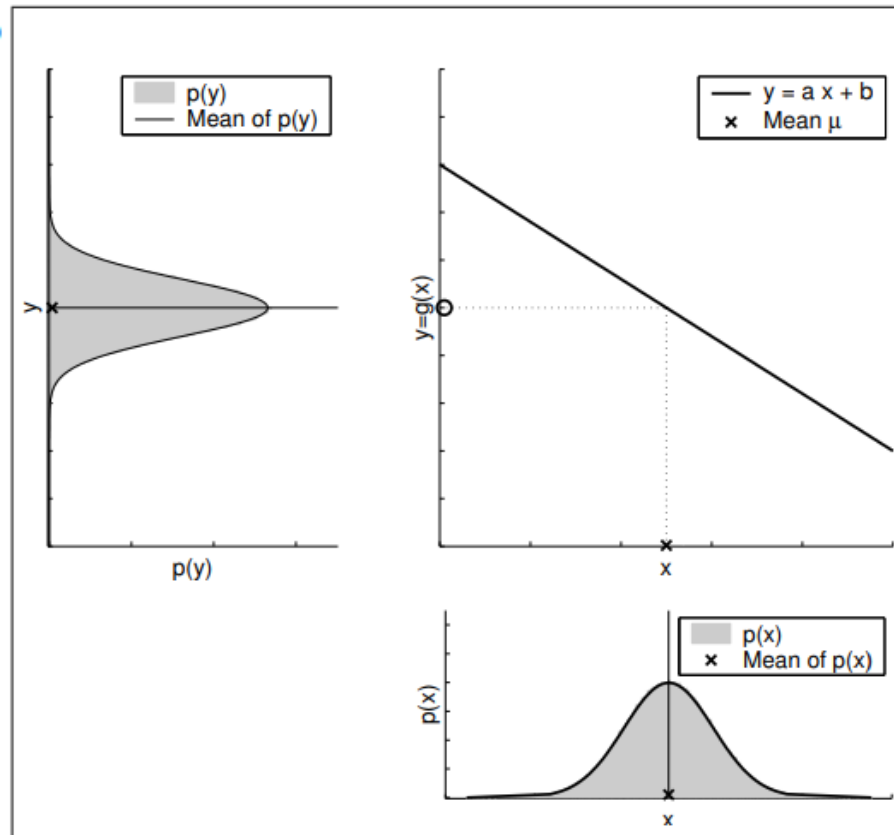 p(y)
Mean of p(y)
y
p(y)
y = a x + b
Mean μ
y=g(x)
x
p(x)
Mean of p(x)
p(x)
x